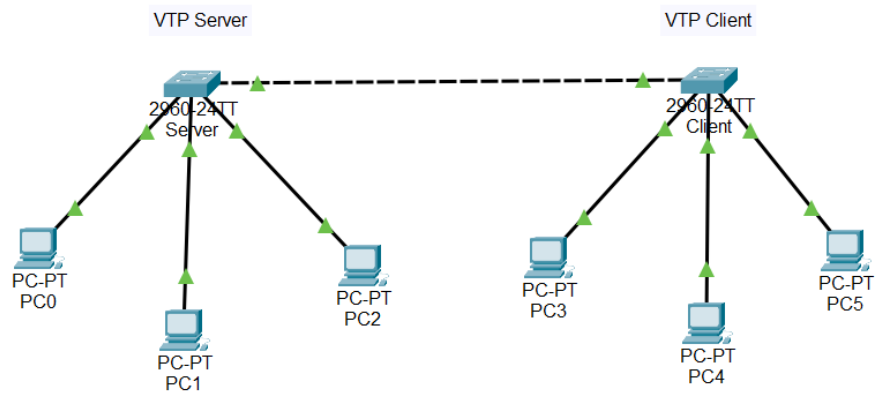 VTP Server
VTP Client
2960-24TT
Server
2960-24TT
Client
PC-PT
PC0
PC-PT
PC1
PC-PT
PC2
PC-PT
PC3
PC-PT
PC4
PC-PT
PC5